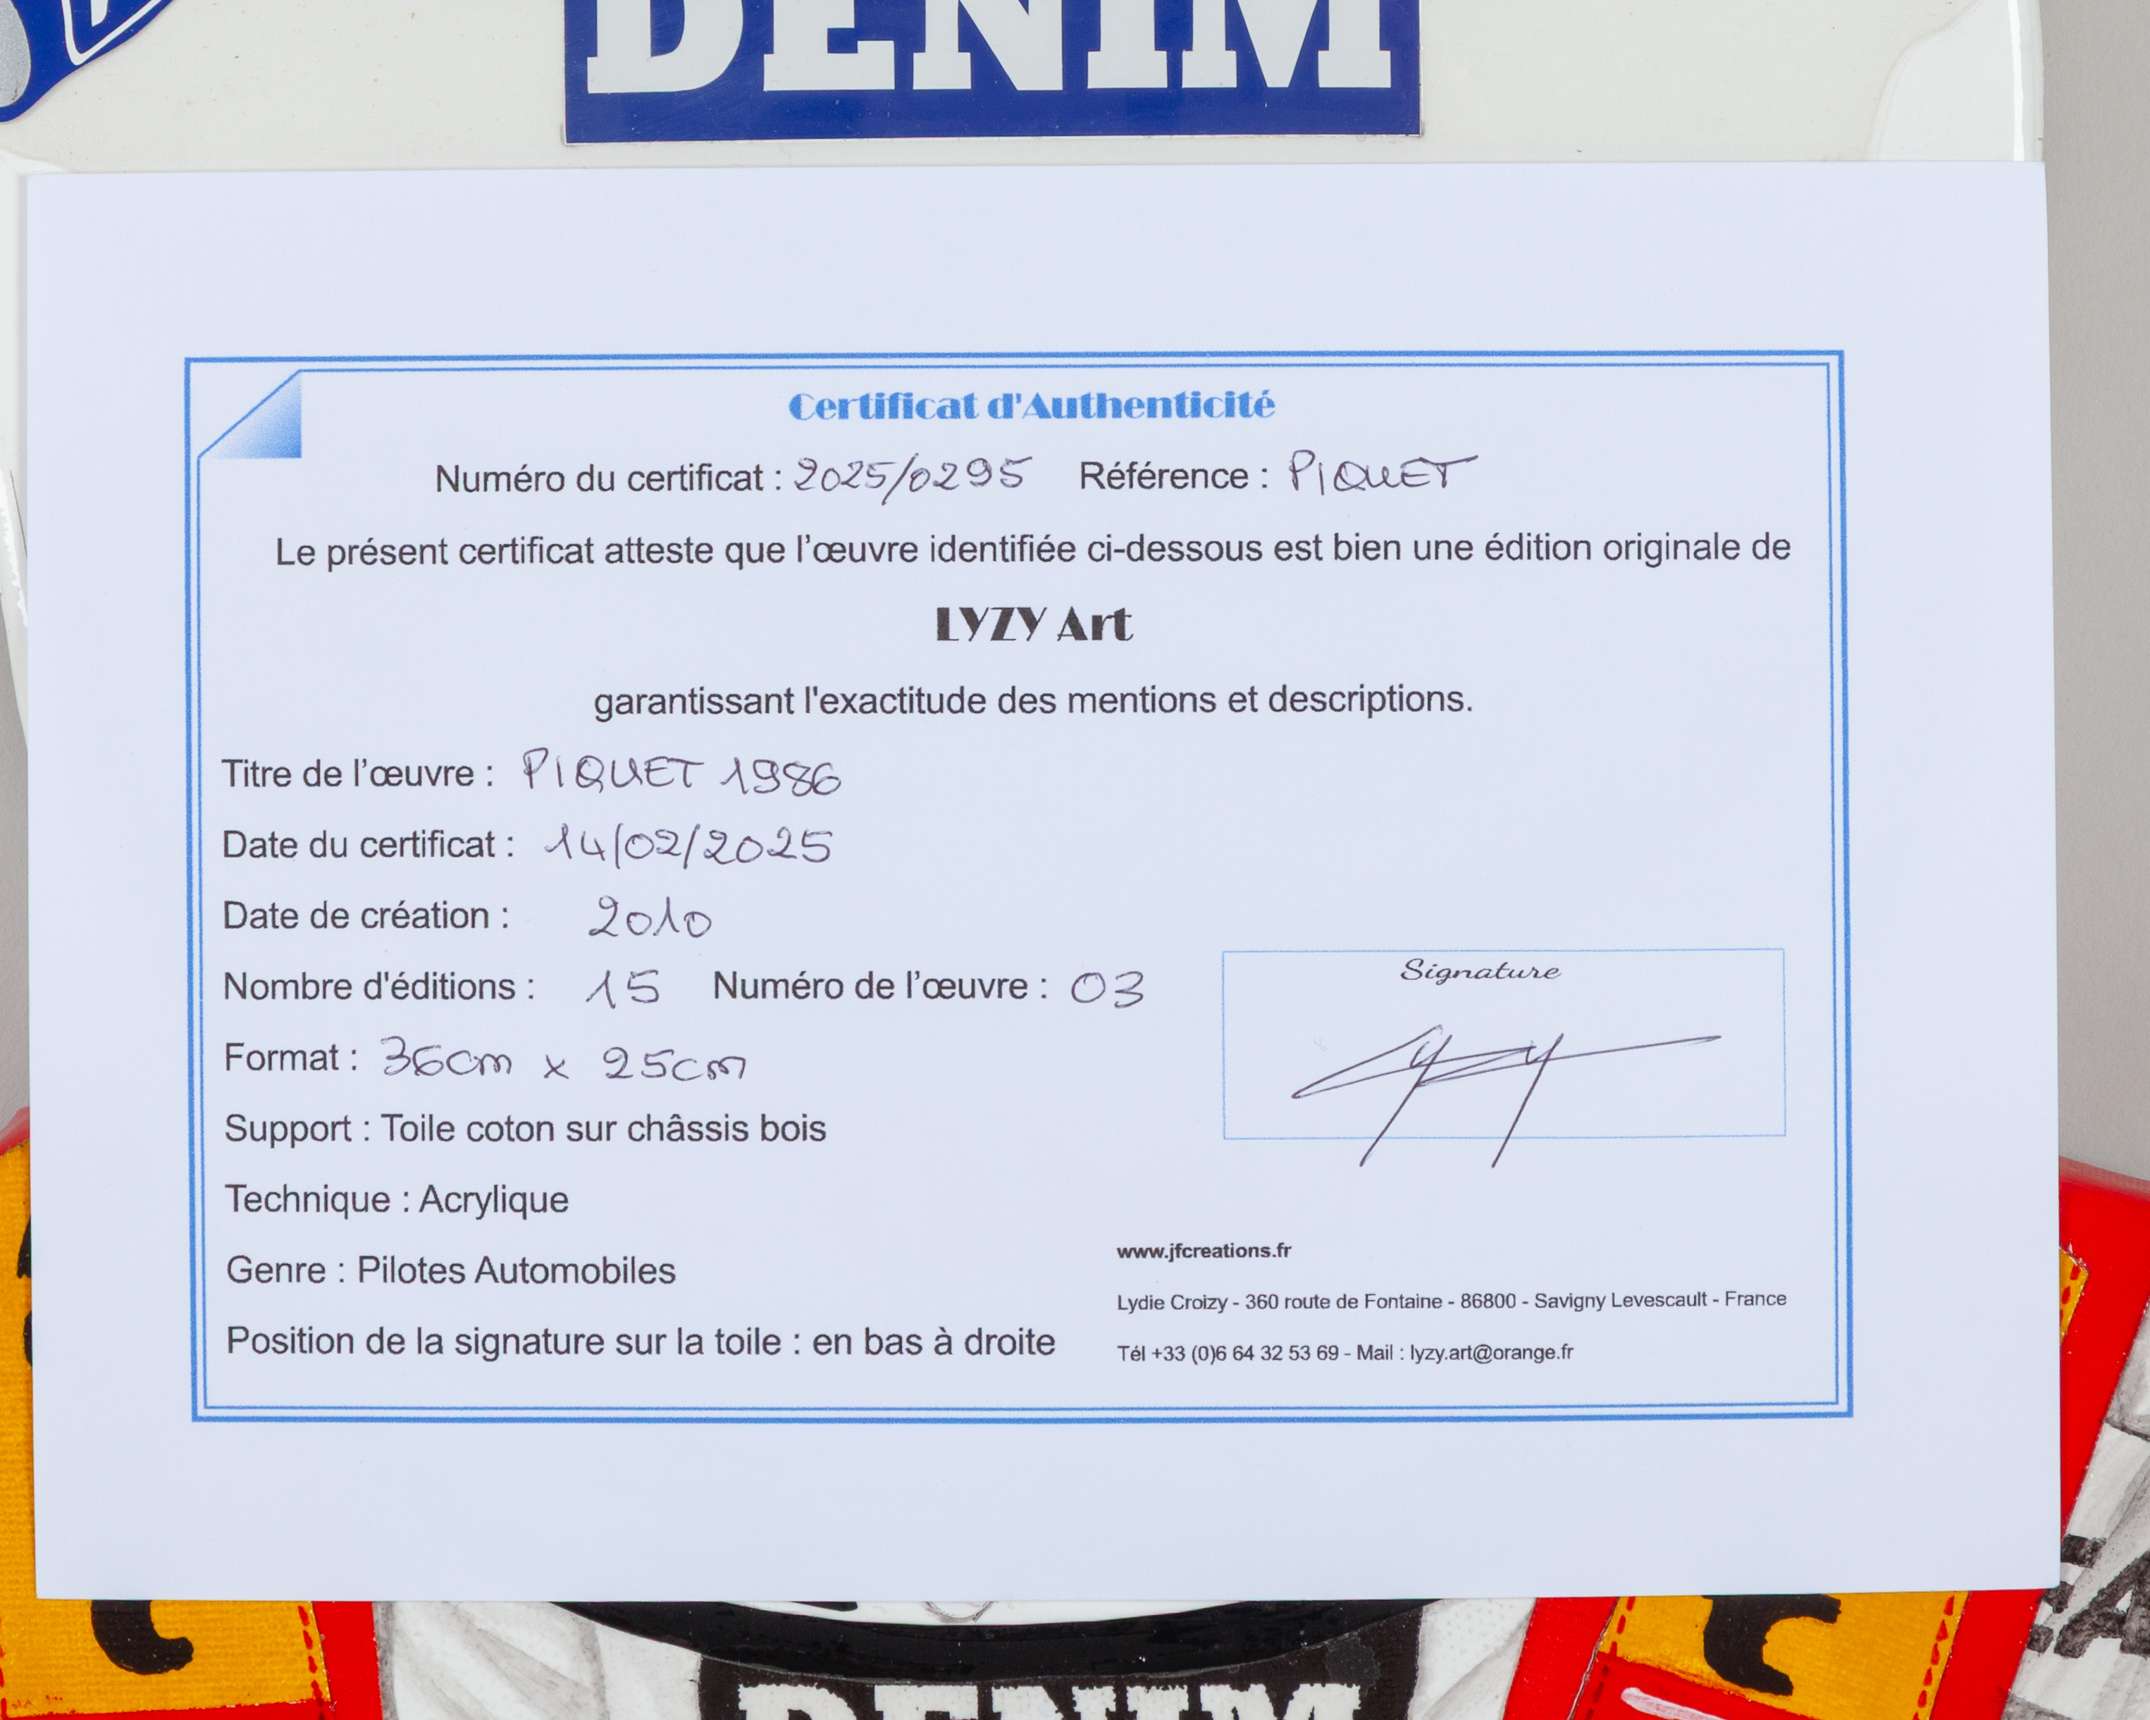 DENIM
Certificat d'Authenticité
Numéro du certificat : 2025/0295 Référence : PIQUET
Le présent certificat atteste que l'œuvre identifiée ci-dessous est bien une édition originale de
LYZY Art
garantissant l'exactitude des mentions et descriptions.
Titre de l'œuvre : PIQUET 1986
Date du certificat : 14/02/2025
Date de création : 2010
Nombre d'éditions : 15 Numéro de l'œuvre : 03
Signature
Format : 36cm x 25cm
Support : Toile coton sur châssis bois
Technique : Acrylique
Genre : Pilotes Automobiles
Position de la signature sur la toile : en bas à droite
www.jfcreations.fr
Lydie Croizy - 360 route de Fontaine - 86800 - Savigny Levescault - France
Tél +33 (0)6 64 32 53 69 - Mail : lyzy.art@orange.fr
DENIM